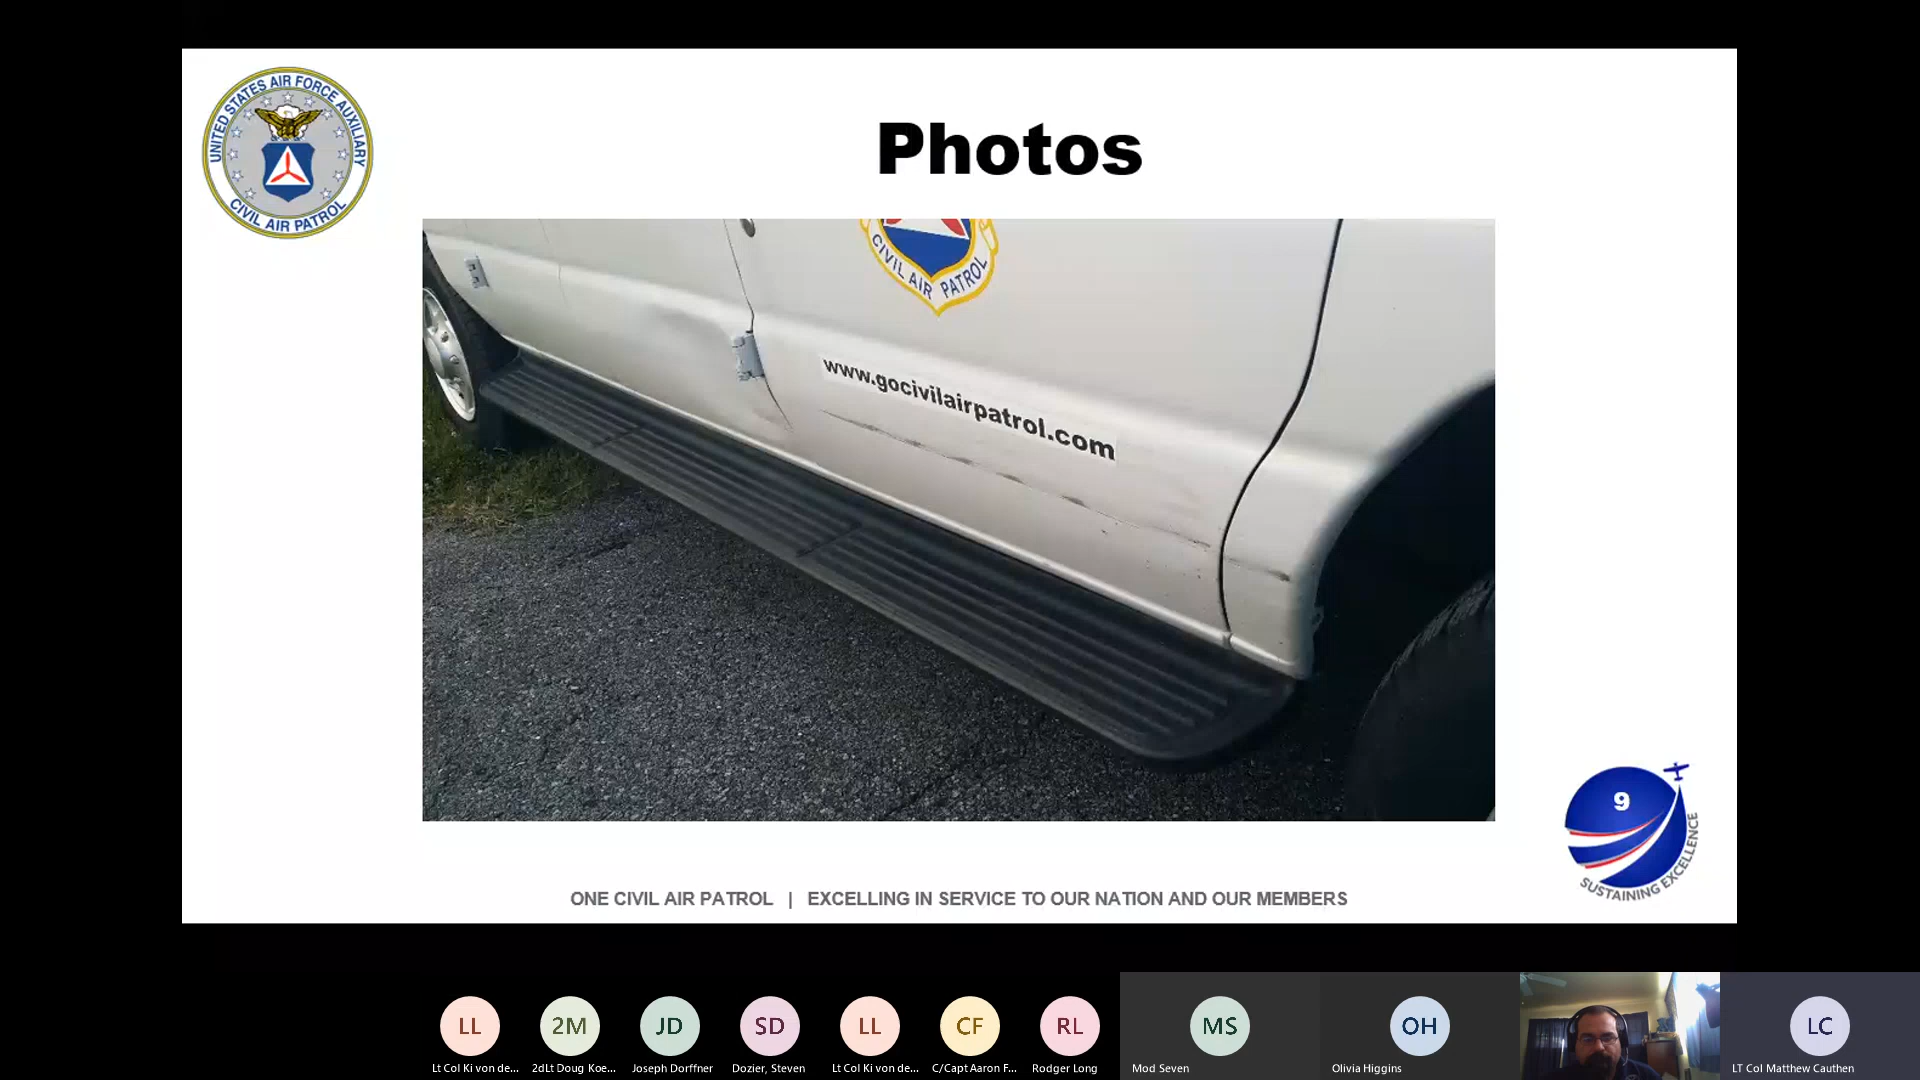 UNITED STATES AIR FORCE AUXILIARY
CIVIL AIR PATROL
Photos
CIVIL AIR PATROL
www.gocivilairpatrol.com
9
SUSTAINING EXCELLENCE
ONE CIVIL AIR PATROL | EXCELLING IN SERVICE TO OUR NATION AND OUR MEMBERS
LL
2M
JD
SD
LL
CF
RL
MS
OH
LC
Lt Col Ki von de...
2dLt Doug Koe...
Joseph Dorffner
Dozier, Steven
Lt Col Ki von de...
C/Capt Aaron F...
Rodger Long
Mod Seven
Olivia Higgins
LT Col Matthew Cauthen